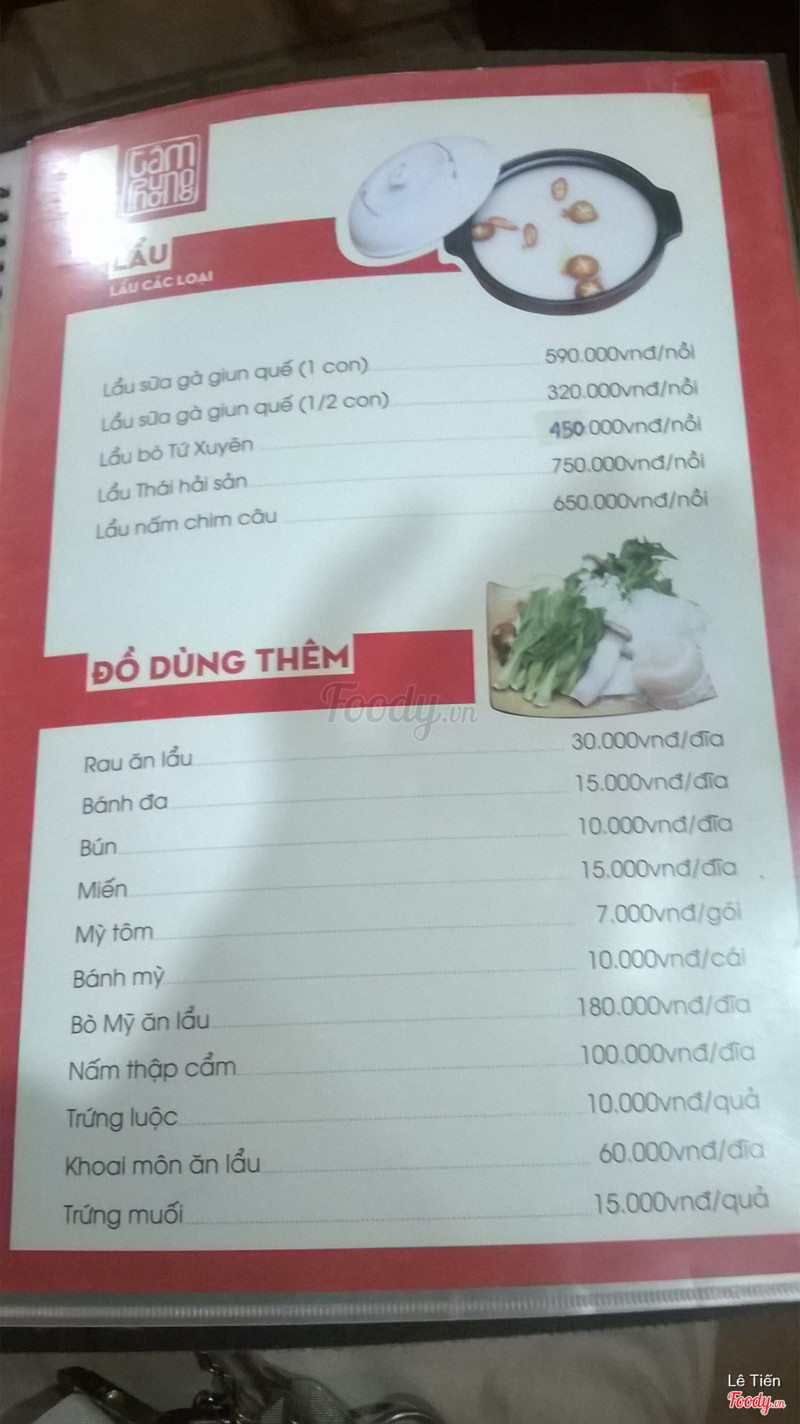 tâm
phùng
LẨU
LẨU CÁC LOẠI
Lẩu sữa gà giun quế (1 con) 590.000vnđ/nồi
Lẩu sữa gà giun quế (1/2 con) 320.000vnđ/nồi
Lẩu bò Tứ Xuyên 450.000vnđ/nồi
Lẩu Thái hải sản 750.000vnđ/nồi
Lẩu nấm chim câu 650.000vnđ/nồi
ĐỒ DÙNG THÊM
Foody.vn
Rau ăn lẩu 30.000vnđ/đĩa
Bánh đa 15.000vnđ/đĩa
Bún 10.000vnđ/đĩa
Miến 15.000vnđ/đĩa
Mỳ tôm 7.000vnđ/gói
Bánh mỳ 10.000vnđ/cái
Bò Mỹ ăn lẩu 180.000vnđ/đĩa
Nấm thập cẩm 100.000vnđ/đĩa
Trứng luộc 10.000vnđ/quả
Khoai môn ăn lẩu 60.000vnđ/đĩa
Trứng muối 15.000vnđ/quả
Lê Tiến
Foody.vn